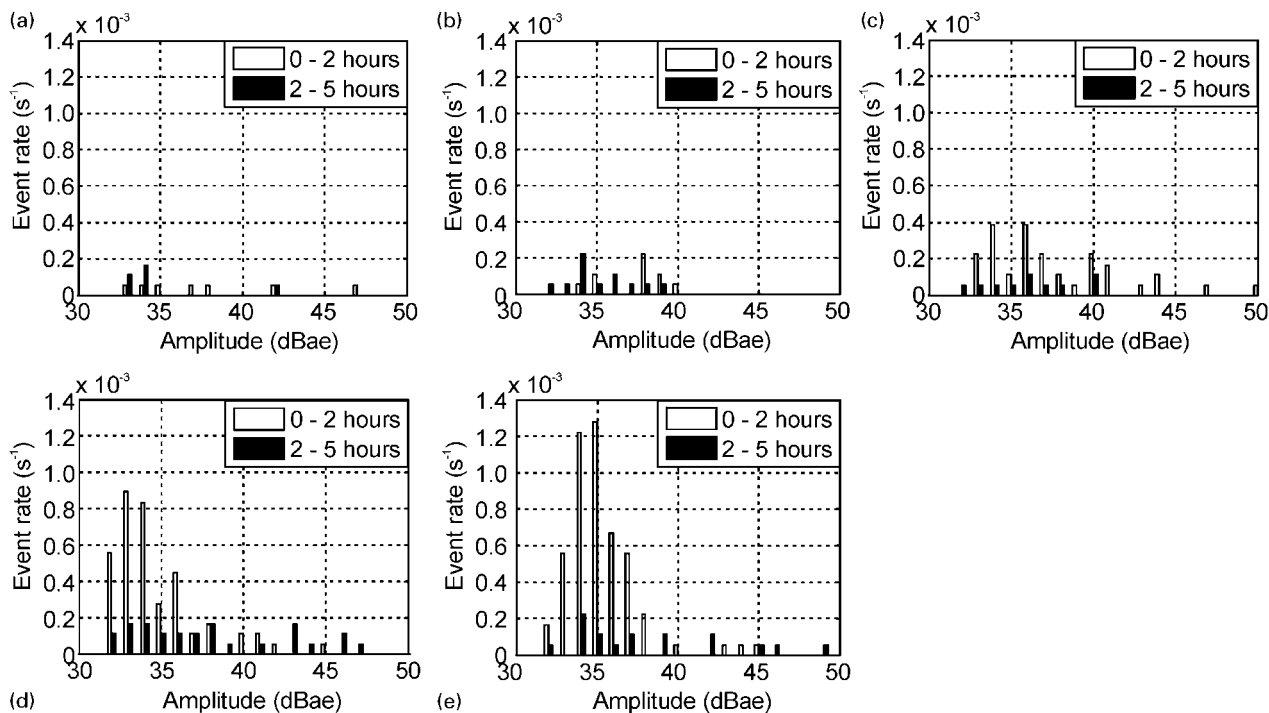 (a)
x 10⁻³
1.4
1.2
1.0
0.8
0.6
0.4
0.2
0
Event rate (s⁻¹)
0 - 2 hours
2 - 5 hours
30 35 40 45 50
Amplitude (dBae)
(b)
x 10⁻³
1.4
1.2
1.0
0.8
0.6
0.4
0.2
0
Event rate (s⁻¹)
0 - 2 hours
2 - 5 hours
30 35 40 45 50
Amplitude (dBae)
(c)
x 10⁻³
1.4
1.2
1.0
0.8
0.6
0.4
0.2
0
Event rate (s⁻¹)
0 - 2 hours
2 - 5 hours
30 35 40 45 50
Amplitude (dBae)
x 10⁻³
1.4
1.2
1.0
0.8
0.6
0.4
0.2
0
Event rate (s⁻¹)
0 - 2 hours
2 - 5 hours
30 35 40 45 50
Amplitude (dBae)
(d)
x 10⁻³
1.4
1.2
1.0
0.8
0.6
0.4
0.2
0
Event rate (s⁻¹)
0 - 2 hours
2 - 5 hours
30 35 40 45 50
Amplitude (dBae)
(e)